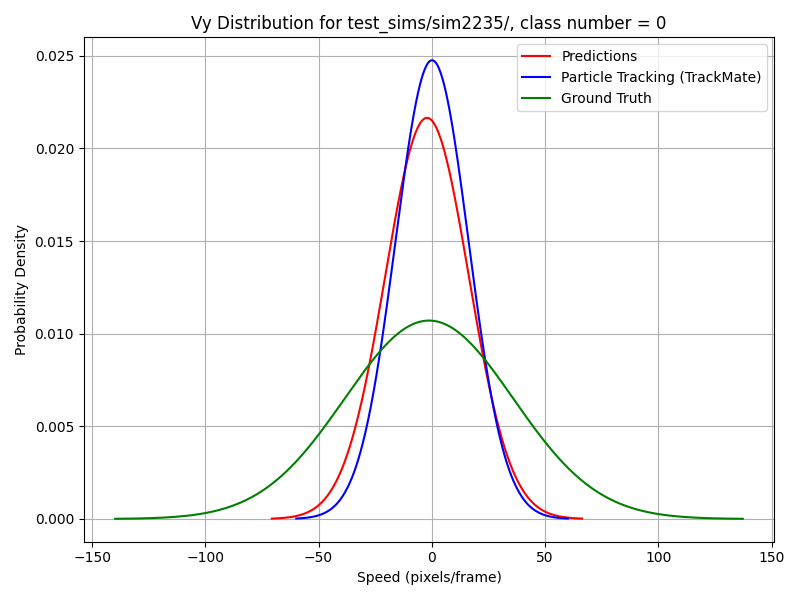 Vy Distribution for test_sims/sim2235/, class number = 0
Predictions
Particle Tracking (TrackMate)
Ground Truth
0.025
0.020
0.015
0.010
0.005
0.000
Probability Density
−150
−100
−50
0
50
100
150
Speed (pixels/frame)